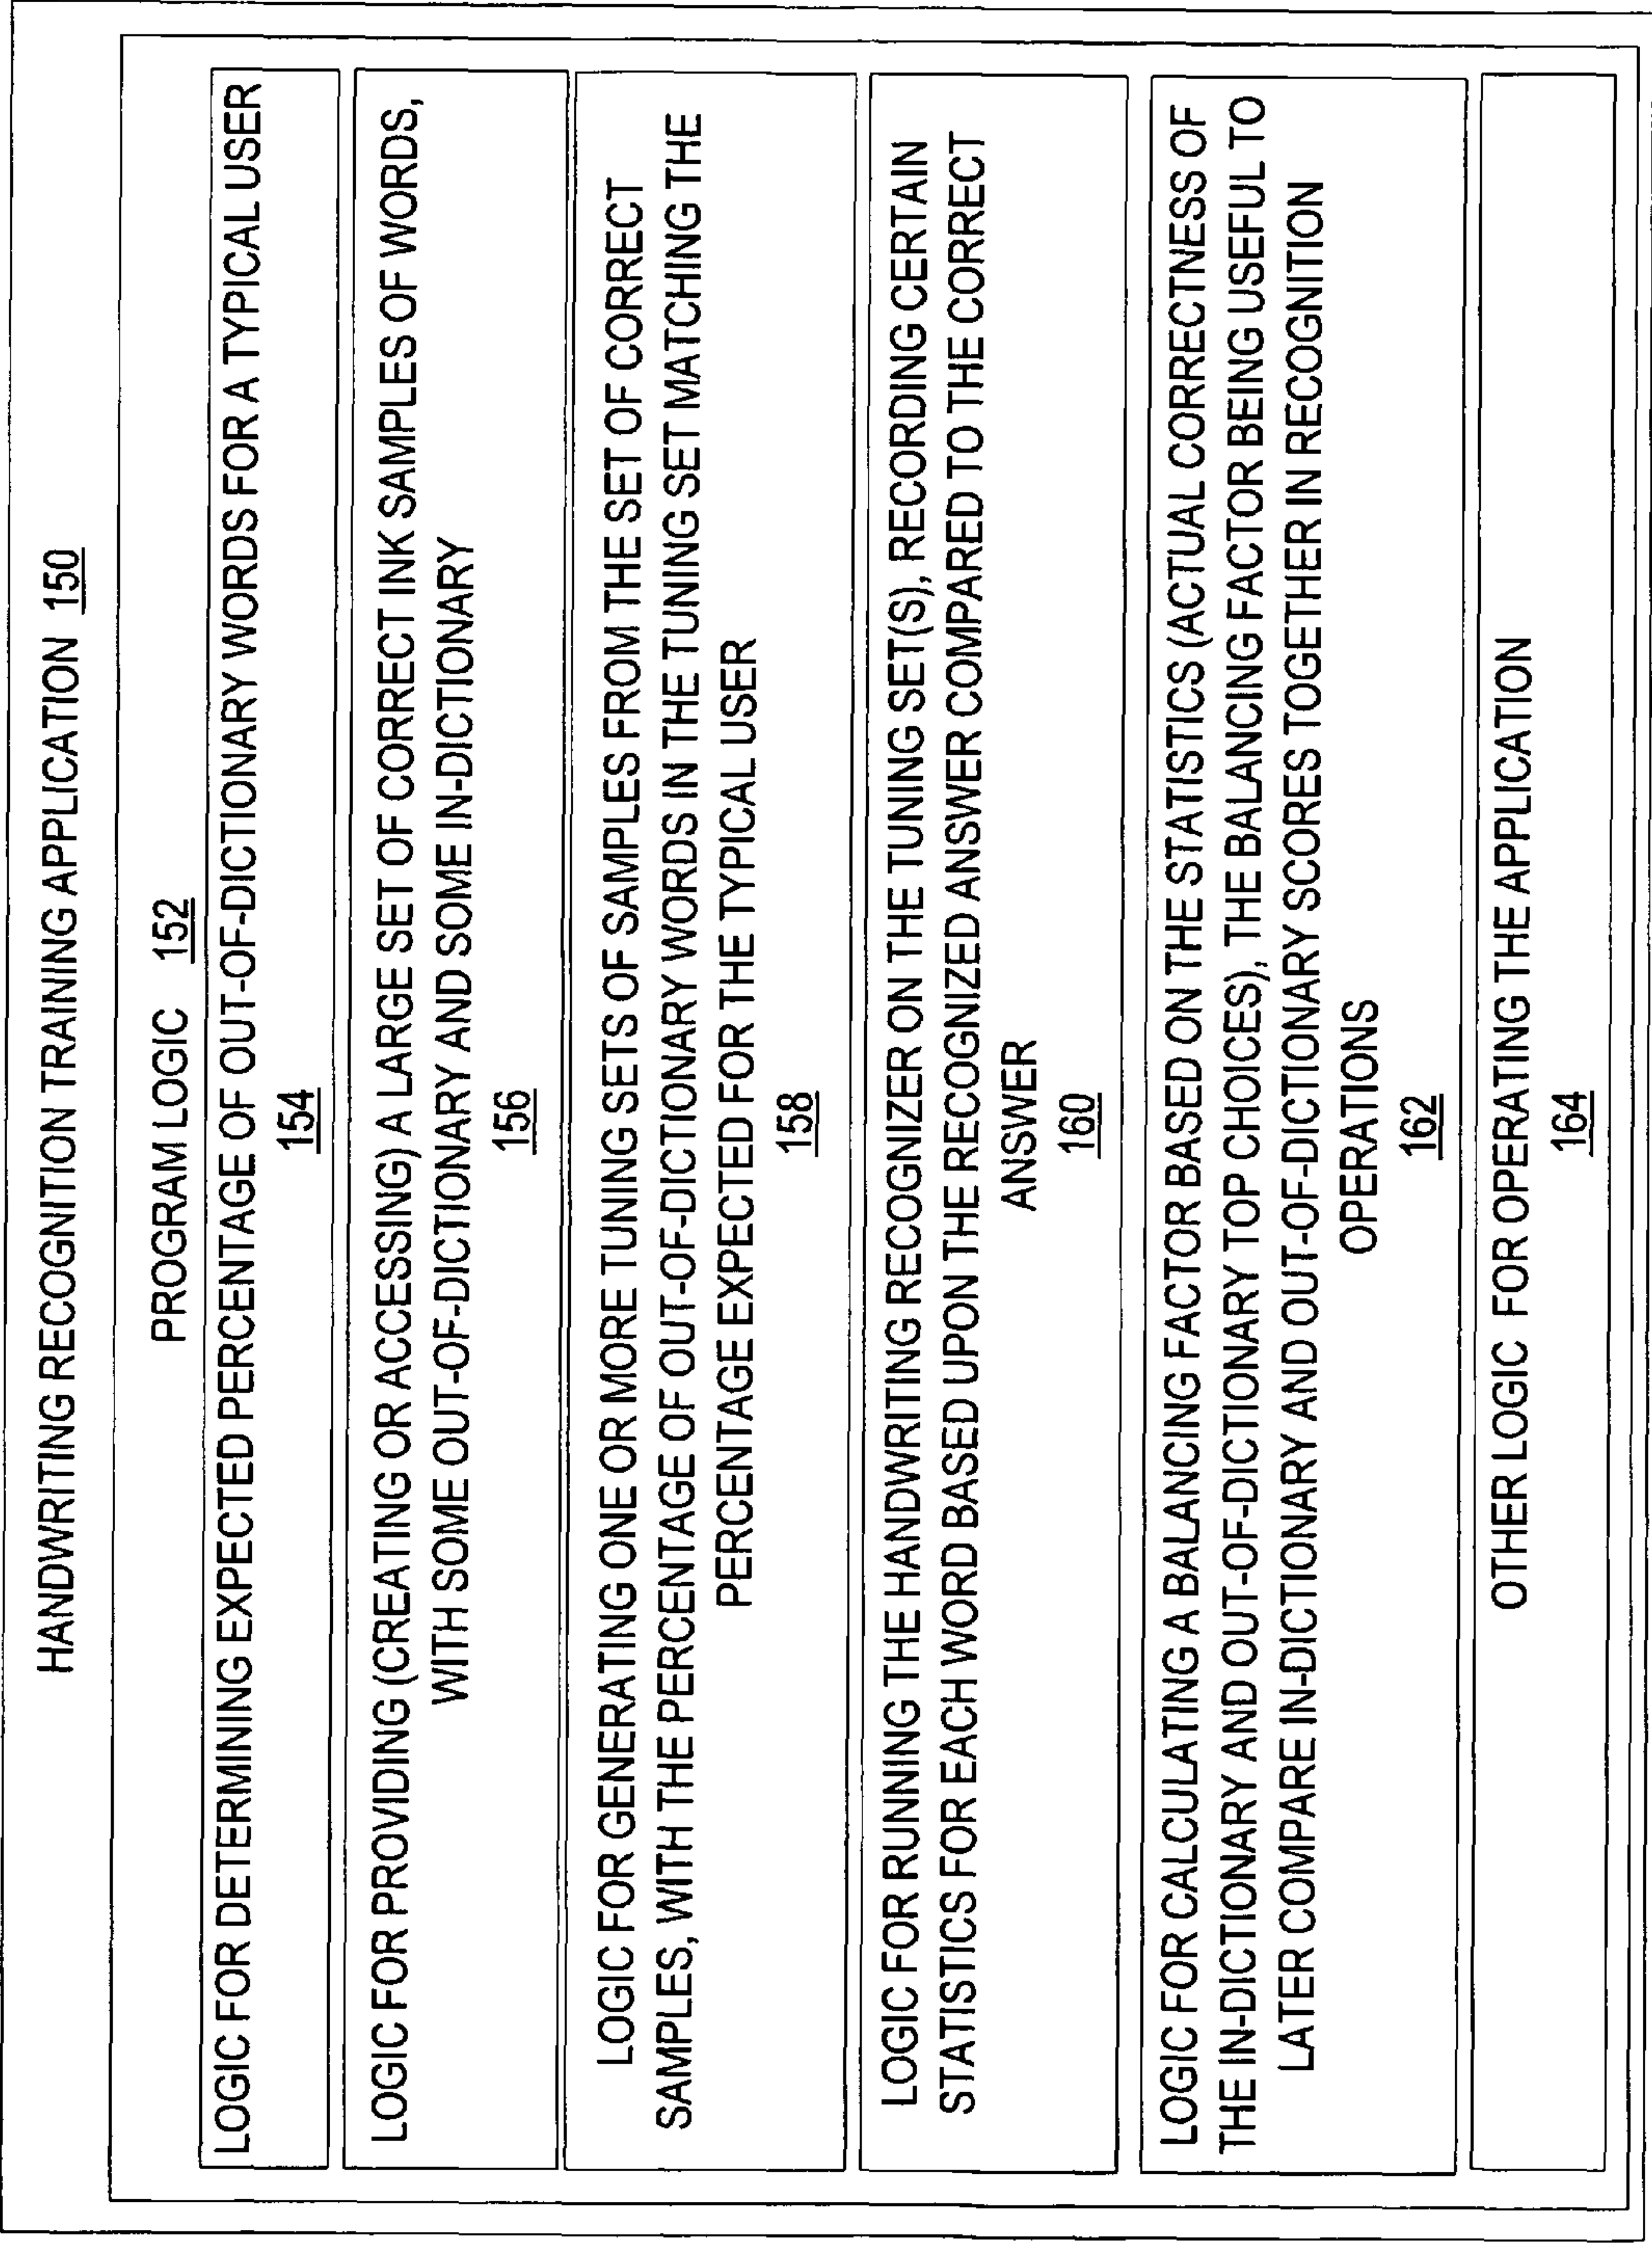 HANDWRITING RECOGNITION TRAINING APPLICATION 150
PROGRAM LOGIC 152
LOGIC FOR DETERMINING EXPECTED PERCENTAGE OF OUT-OF-DICTIONARY WORDS FOR A TYPICAL USER
154
LOGIC FOR PROVIDING (CREATING OR ACCESSING) A LARGE SET OF CORRECT INK SAMPLES OF WORDS,
WITH SOME OUT-OF-DICTIONARY AND SOME IN-DICTIONARY
156
LOGIC FOR GENERATING ONE OR MORE TUNING SETS OF SAMPLES FROM THE SET OF CORRECT
SAMPLES, WITH THE PERCENTAGE OF OUT-OF-DICTIONARY WORDS IN THE TUNING SET MATCHING THE
PERCENTAGE EXPECTED FOR THE TYPICAL USER
158
LOGIC FOR RUNNING THE HANDWRITING RECOGNIZER ON THE TUNING SET(S), RECORDING CERTAIN
STATISTICS FOR EACH WORD BASED UPON THE RECOGNIZED ANSWER COMPARED TO THE CORRECT
ANSWER
160
LOGIC FOR CALCULATING A BALANCING FACTOR BASED ON THE STATISTICS (ACTUAL CORRECTNESS OF
THE IN-DICTIONARY AND OUT-OF-DICTIONARY TOP CHOICES), THE BALANCING FACTOR BEING USEFUL TO
LATER COMPARE IN-DICTIONARY AND OUT-OF-DICTIONARY SCORES TOGETHER IN RECOGNITION
OPERATIONS
162
OTHER LOGIC FOR OPERATING THE APPLICATION
164